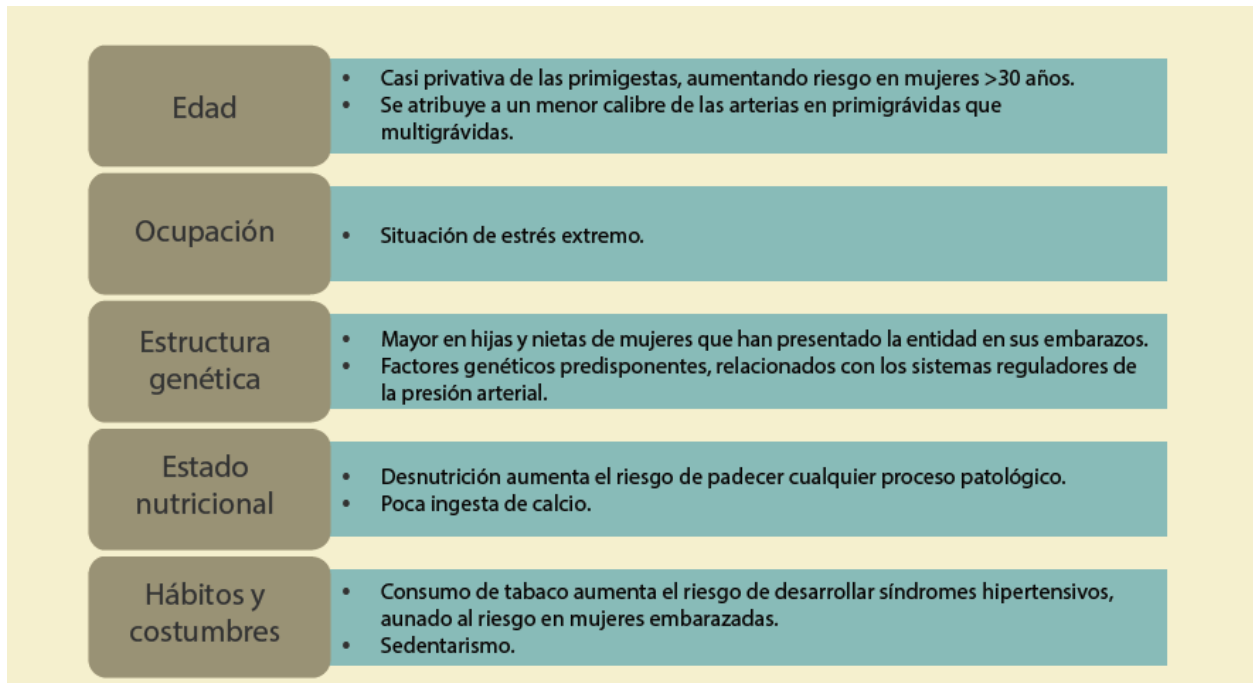 Edad
• Casi privativa de las primigestas, aumentando riesgo en mujeres >30 años.
• Se atribuye a un menor calibre de las arterias en primigrávidas que
multigrávidas.
Ocupación
• Situación de estrés extremo.
Estructura
genética
• Mayor en hijas y nietas de mujeres que han presentado la entidad en sus embarazos.
• Factores genéticos predisponentes, relacionados con los sistemas reguladores de
la presión arterial.
Estado
nutricional
• Desnutrición aumenta el riesgo de padecer cualquier proceso patológico.
• Poca ingesta de calcio.
Hábitos y
costumbres
• Consumo de tabaco aumenta el riesgo de desarrollar síndromes hipertensivos,
aunado al riesgo en mujeres embarazadas.
• Sedentarismo.